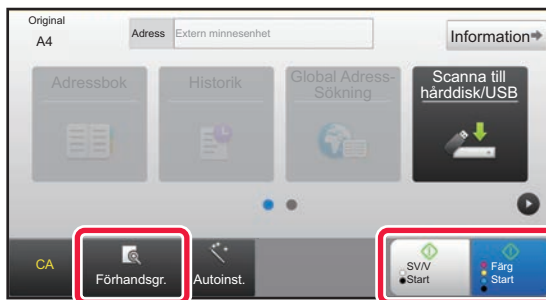 Original
A4
Adress Extern minnesenhet
Information
Adressbok
Historik
Global Adress-
Sökning
Scanna till
hårddisk/USB
CA
Förhandsgr.
Autoinst.
SV/V
Start
Färg
Start